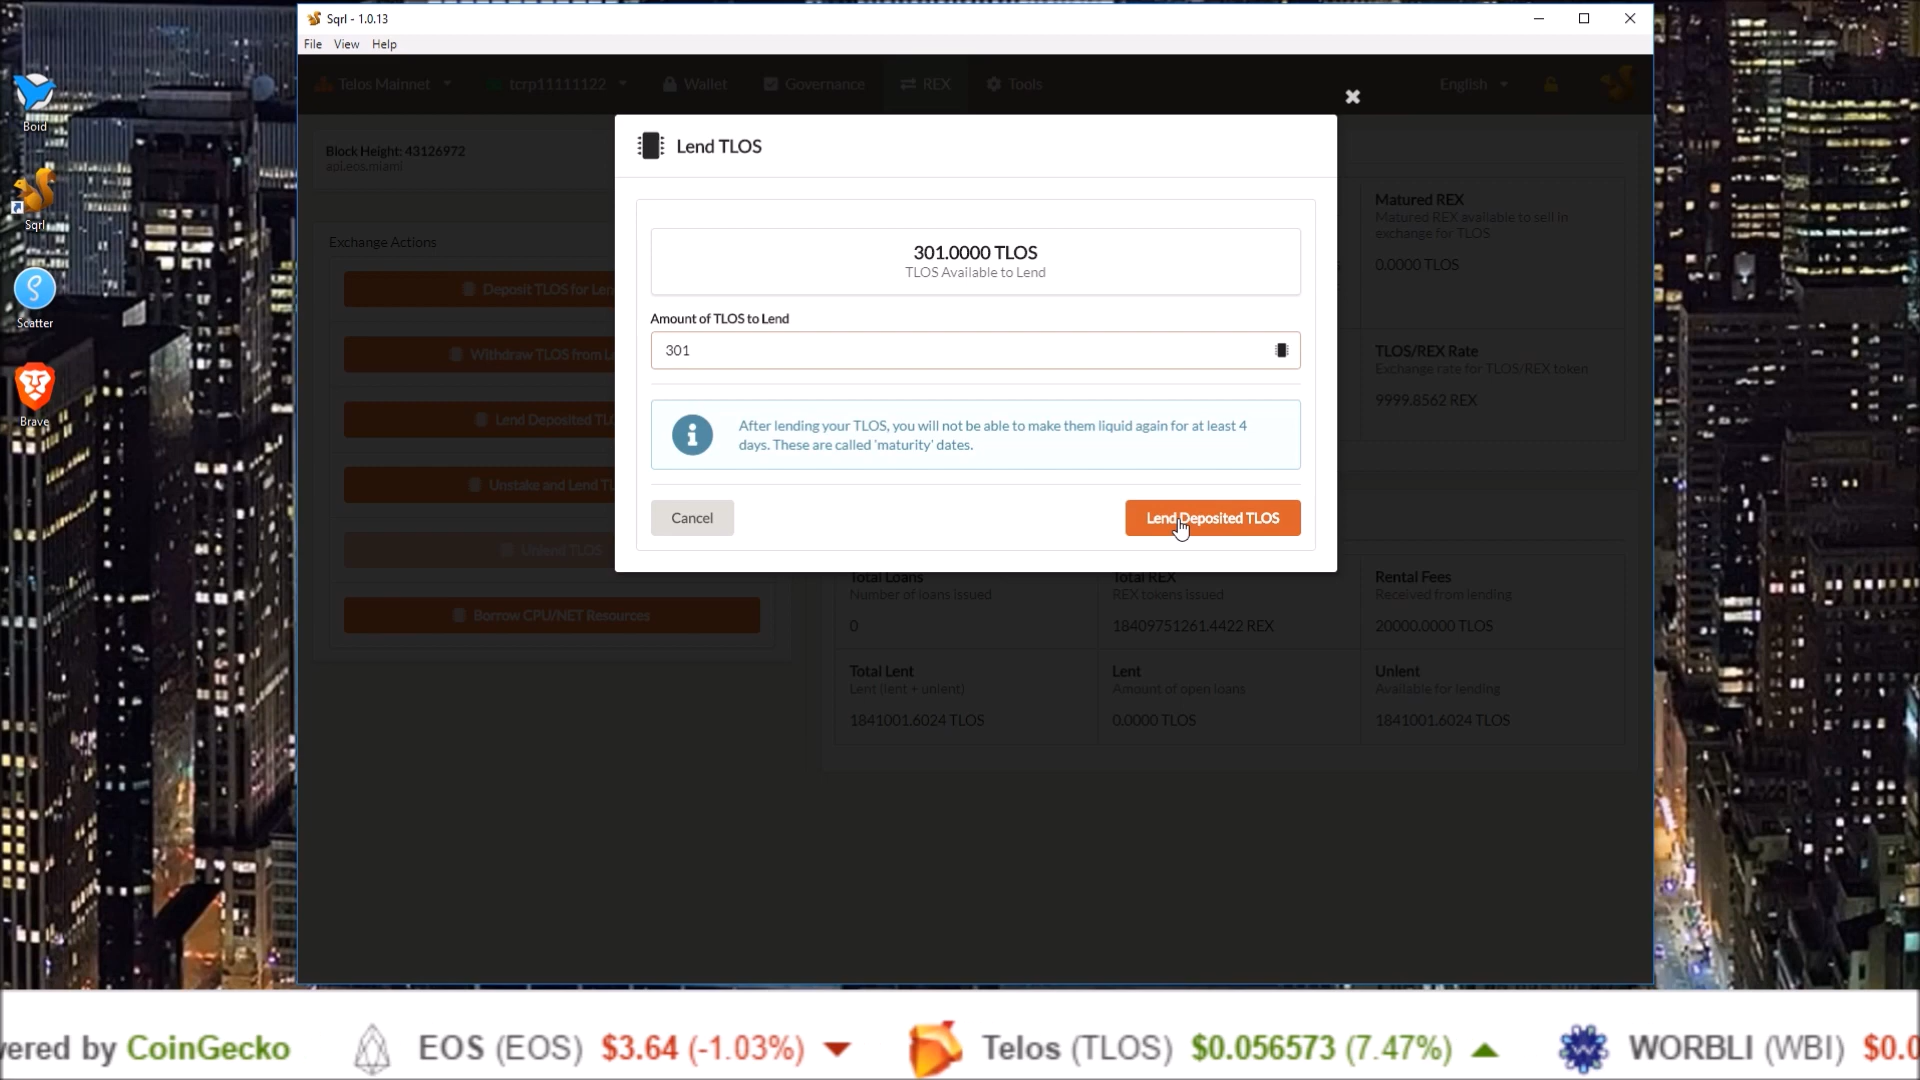 Sqrl - 1.0.13
File View Help
Telos Mainnet tcrp11111122 Wallet Governance REX Tools English
Block Height: 43126972
api.eos.miami
Exchange Actions
Deposit TLOS for
Withdraw TLOS from
Lend Deposited
Unstake and Lend
Unlend TLOS
Borrow CPU/NET Resources
Lend TLOS
301.0000 TLOS
TLOS Available to Lend
Amount of TLOS to Lend
301
After lending your TLOS, you will not be able to make them liquid again for at least 4
days. These are called 'maturity' dates.
Cancel
Lend Deposited TLOS
Matured REX
Matured REX available to sell in
exchange for TLOS
0.0000 TLOS
TLOS/REX Rate
Exchange rate for TLOS/REX token
9999.8562 REX
Total Loans
Number of loans issued
0
Total REX
REX tokens issued
18409751261.4422 REX
Rental Fees
Received from lending
20000.0000 TLOS
Total Lent
Lent (lent + unlent)
1841001.6024 TLOS
Lent
Amount of open loans
0.0000 TLOS
Unlent
Available for lending
1841001.6024 TLOS
Boid
Sqrl
Scatter
Brave
ered by CoinGecko EOS (EOS) $3.64 (-1.03%) Telos (TLOS) $0.056573 (7.47%) WORBLI (WBI) $0.0